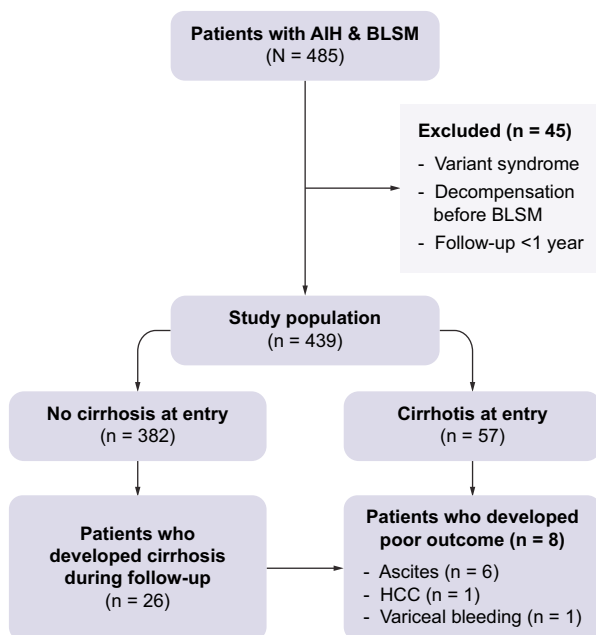 Patients with AIH & BLSM
(N = 485)
Excluded (n = 45)
- Variant syndrome
- Decompensation
before BLSM
- Follow-up <1 year
Study population
(n = 439)
No cirrhosis at entry
(n = 382)
Cirrhotis at entry
(n = 57)
Patients who
developed cirrhosis
during follow-up
(n = 26)
Patients who developed
poor outcome (n = 8)
- Ascites (n = 6)
- HCC (n = 1)
- Variceal bleeding (n = 1)